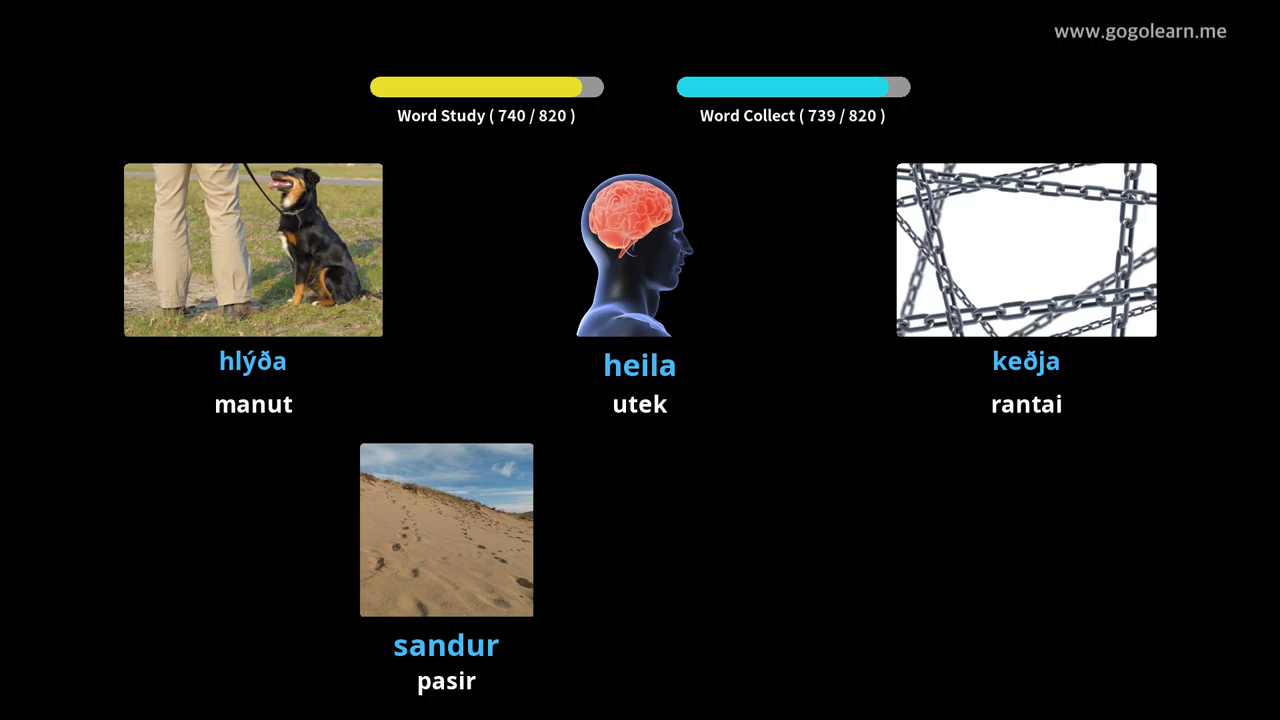 www.gogolearn.me
Word Study ( 740 / 820 )
Word Collect ( 739 / 820 )
hlýða
manut
heila
utek
keðja
rantai
sandur
pasir